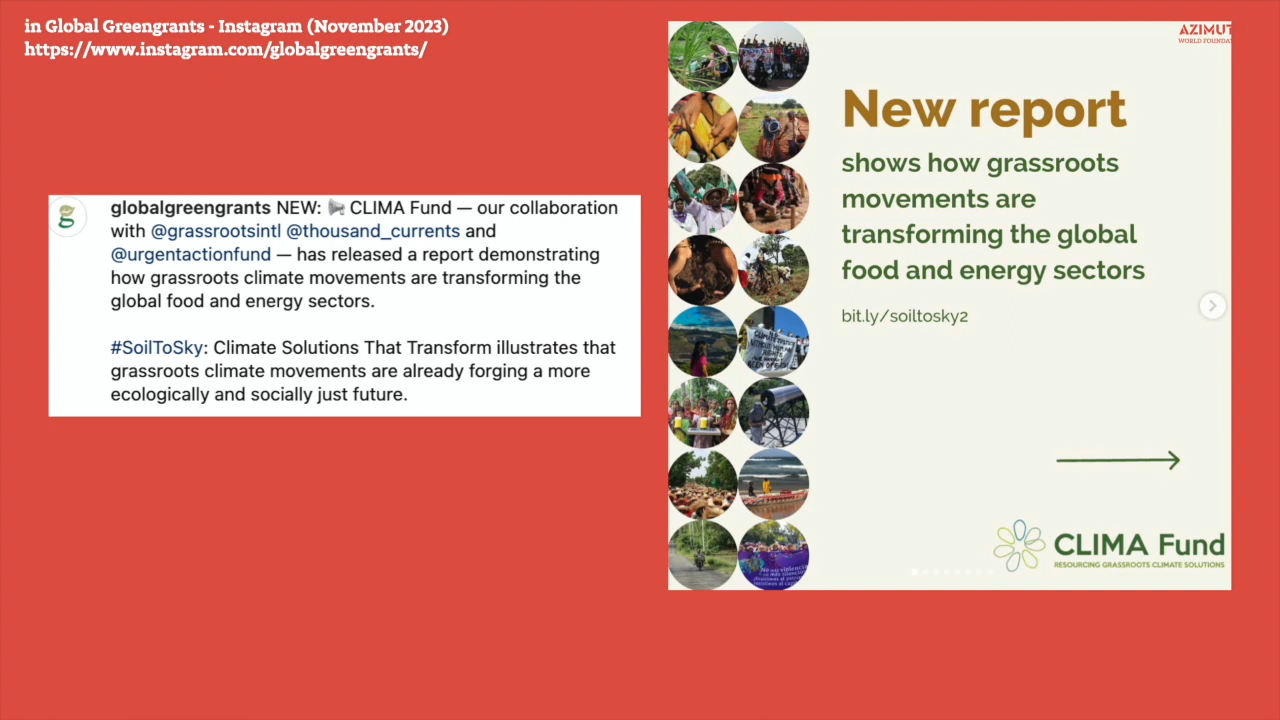 in Global Greengrants - Instagram (November 2023)
https://www.instagram.com/globalgreengrants/
globalgreengrants NEW: 📢 CLIMA Fund — our collaboration
with @grassrootsintl @thousand_currents and
@urgentactionfund — has released a report demonstrating
how grassroots climate movements are transforming the
global food and energy sectors.
#SoilToSky: Climate Solutions That Transform illustrates that
grassroots climate movements are already forging a more
ecologically and socially just future.
AZIMUT
WORLD FOUNDAT
New report
shows how grassroots
movements are
transforming the global
food and energy sectors
bit.ly/soiltosky2
CLIMA Fund
RESOURCING GRASSROOTS CLIMATE SOLUTIONS